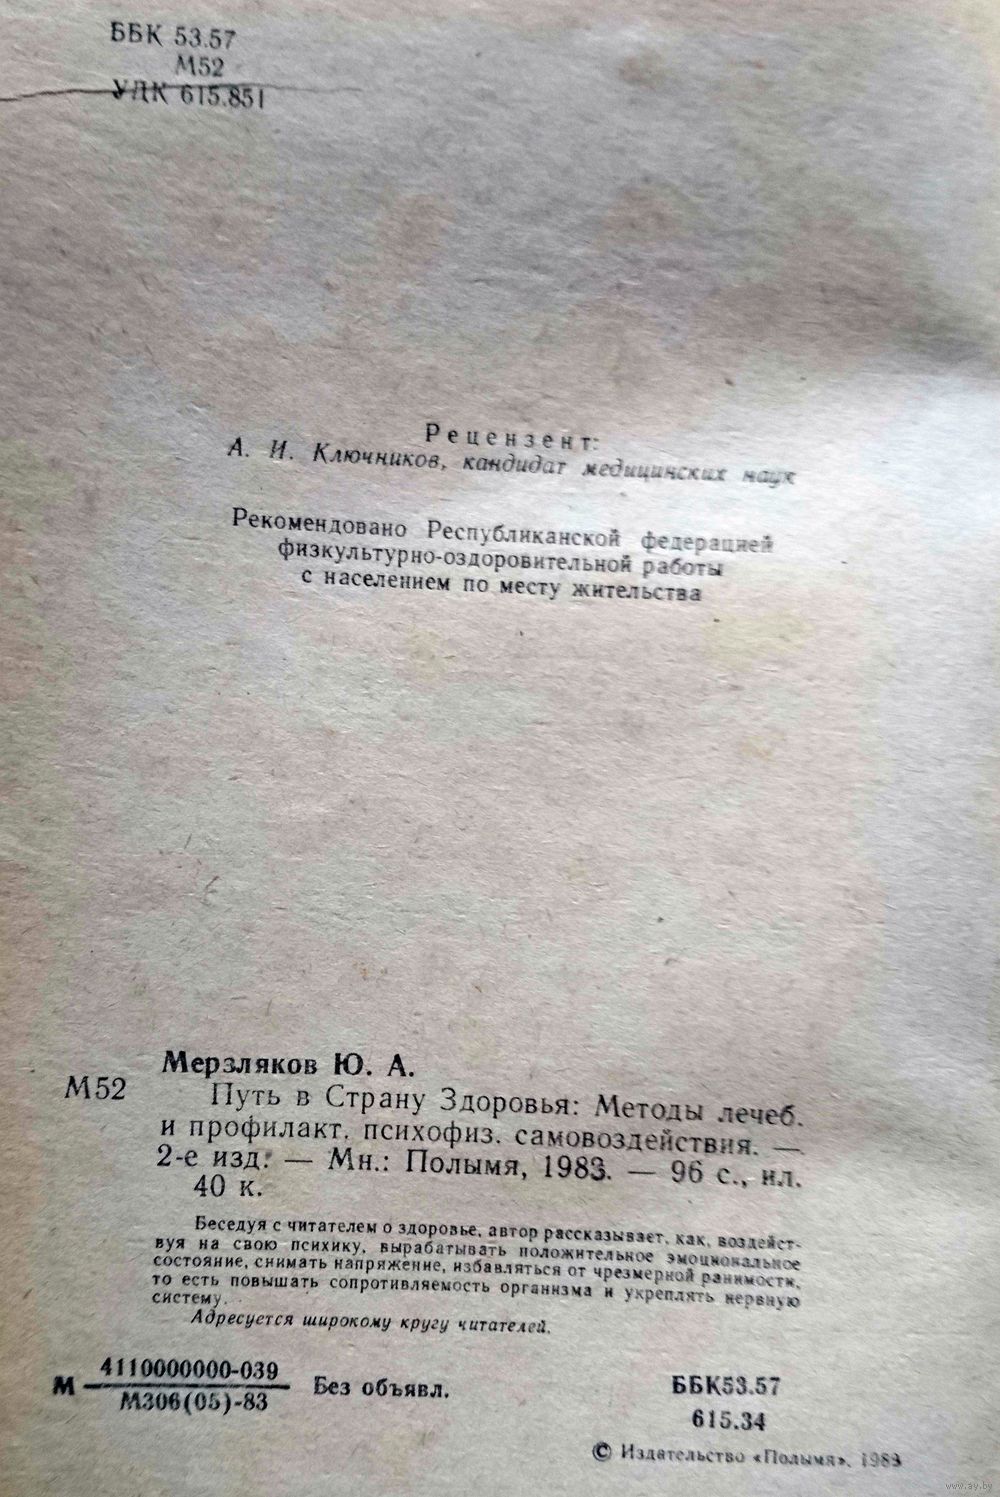 ББК 53.57
М52
УДК 615.851
Рецензент:
А. И. Ключников, кандидат медицинских наук
Рекомендовано Республиканской федерацией
физкультурно-оздоровительной работы
с населением по месту жительства
Мерзляков Ю. А.
М52 Путь в Страну Здоровья: Методы лечеб.
и профилакт. психофиз. самовоздействия. —
2-е изд. — Мн.: Полымя, 1983. — 96 с., ил.
40 к.
Беседуя с читателем о здоровье, автор рассказывает, как, воздейст-
вуя на свою психику, вырабатывать положительное эмоциональное
состояние, снимать напряжение, избавляться от чрезмерной ранимости,
то есть повышать сопротивляемость организма и укреплять нервную
систему.
Адресуется широкому кругу читателей.
4110000000-039
М Без объявл.
М306(05)-83
ББК53.57
615.34
© Издательство «Полымя», 1983
www.ay.by